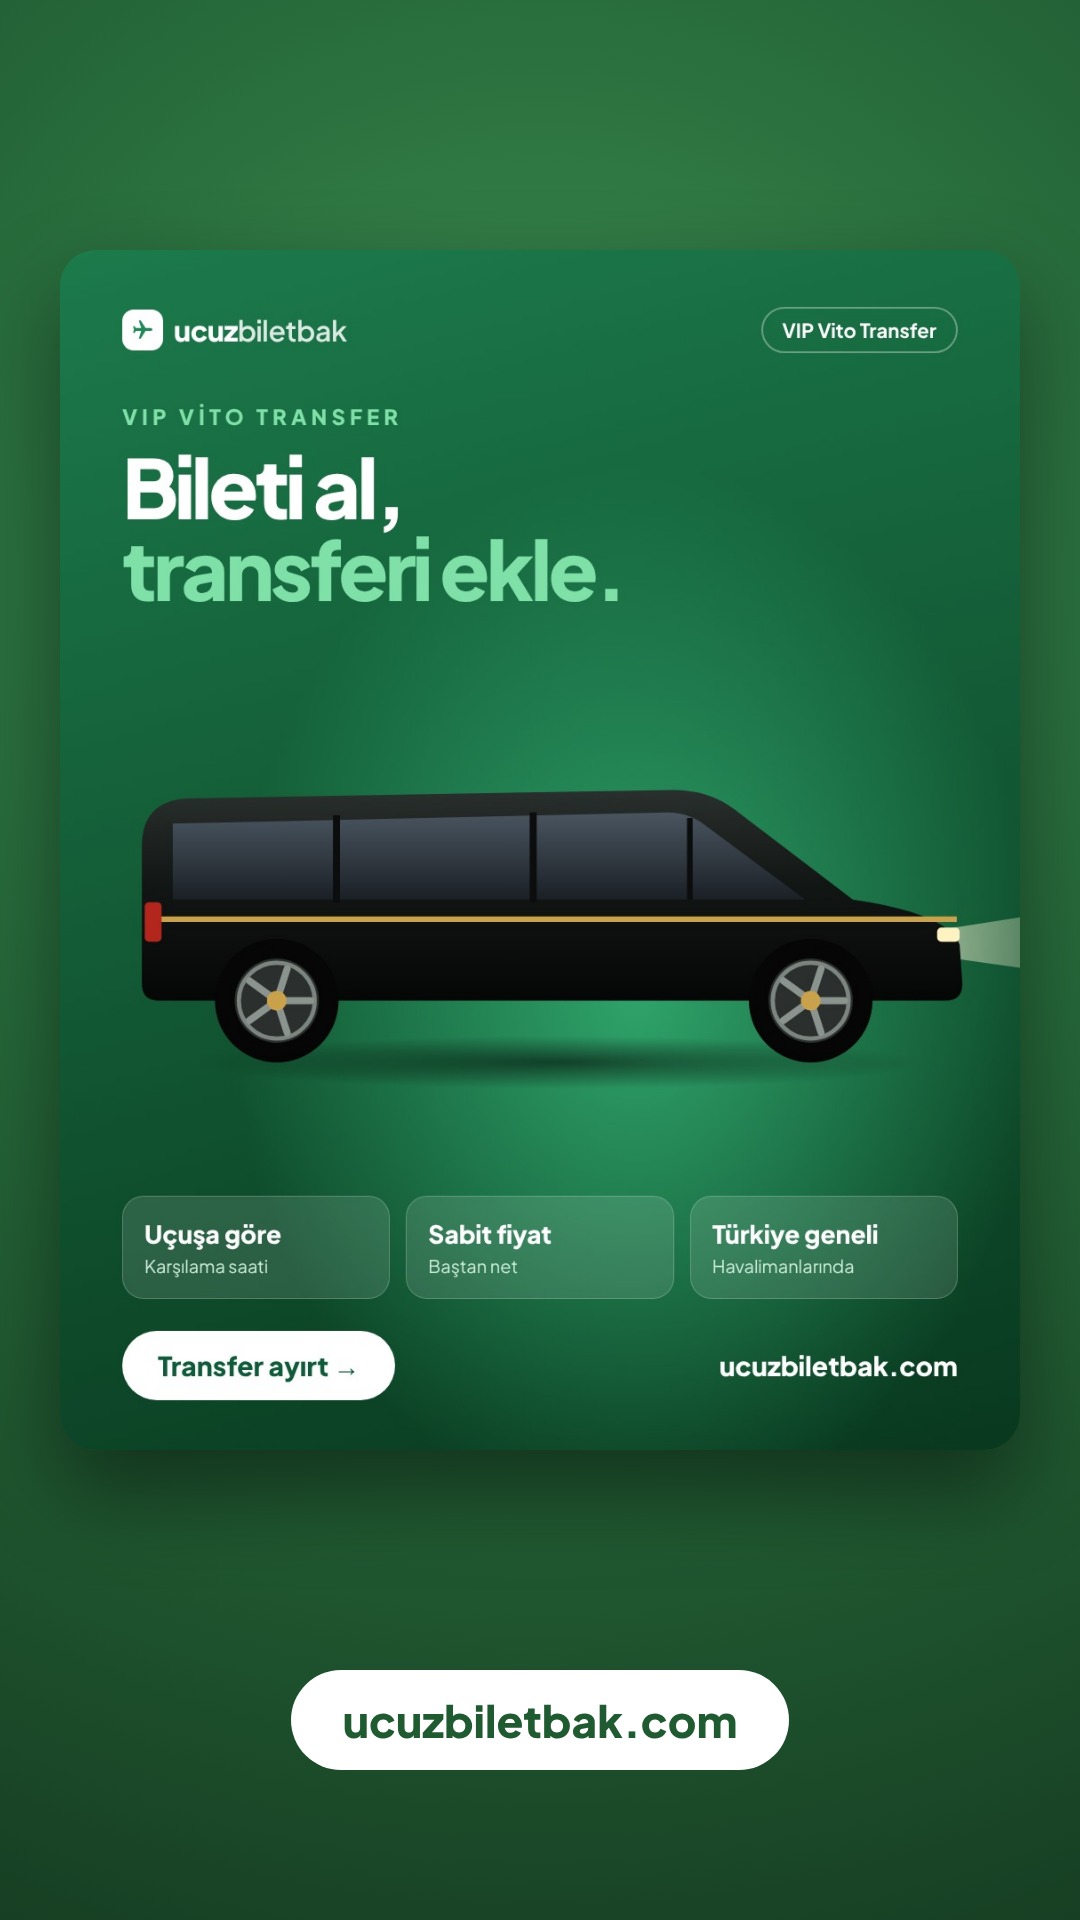 ucuzbiletbak
VIP Vito Transfer
VIP VİTO TRANSFER
Bileti al,
transferi ekle.
Uçuşa göre
Karşılama saati
Sabit fiyat
Baştan net
Türkiye geneli
Havalimanlarında
Transfer ayırt →
ucuzbiletbak.com
ucuzbiletbak.com